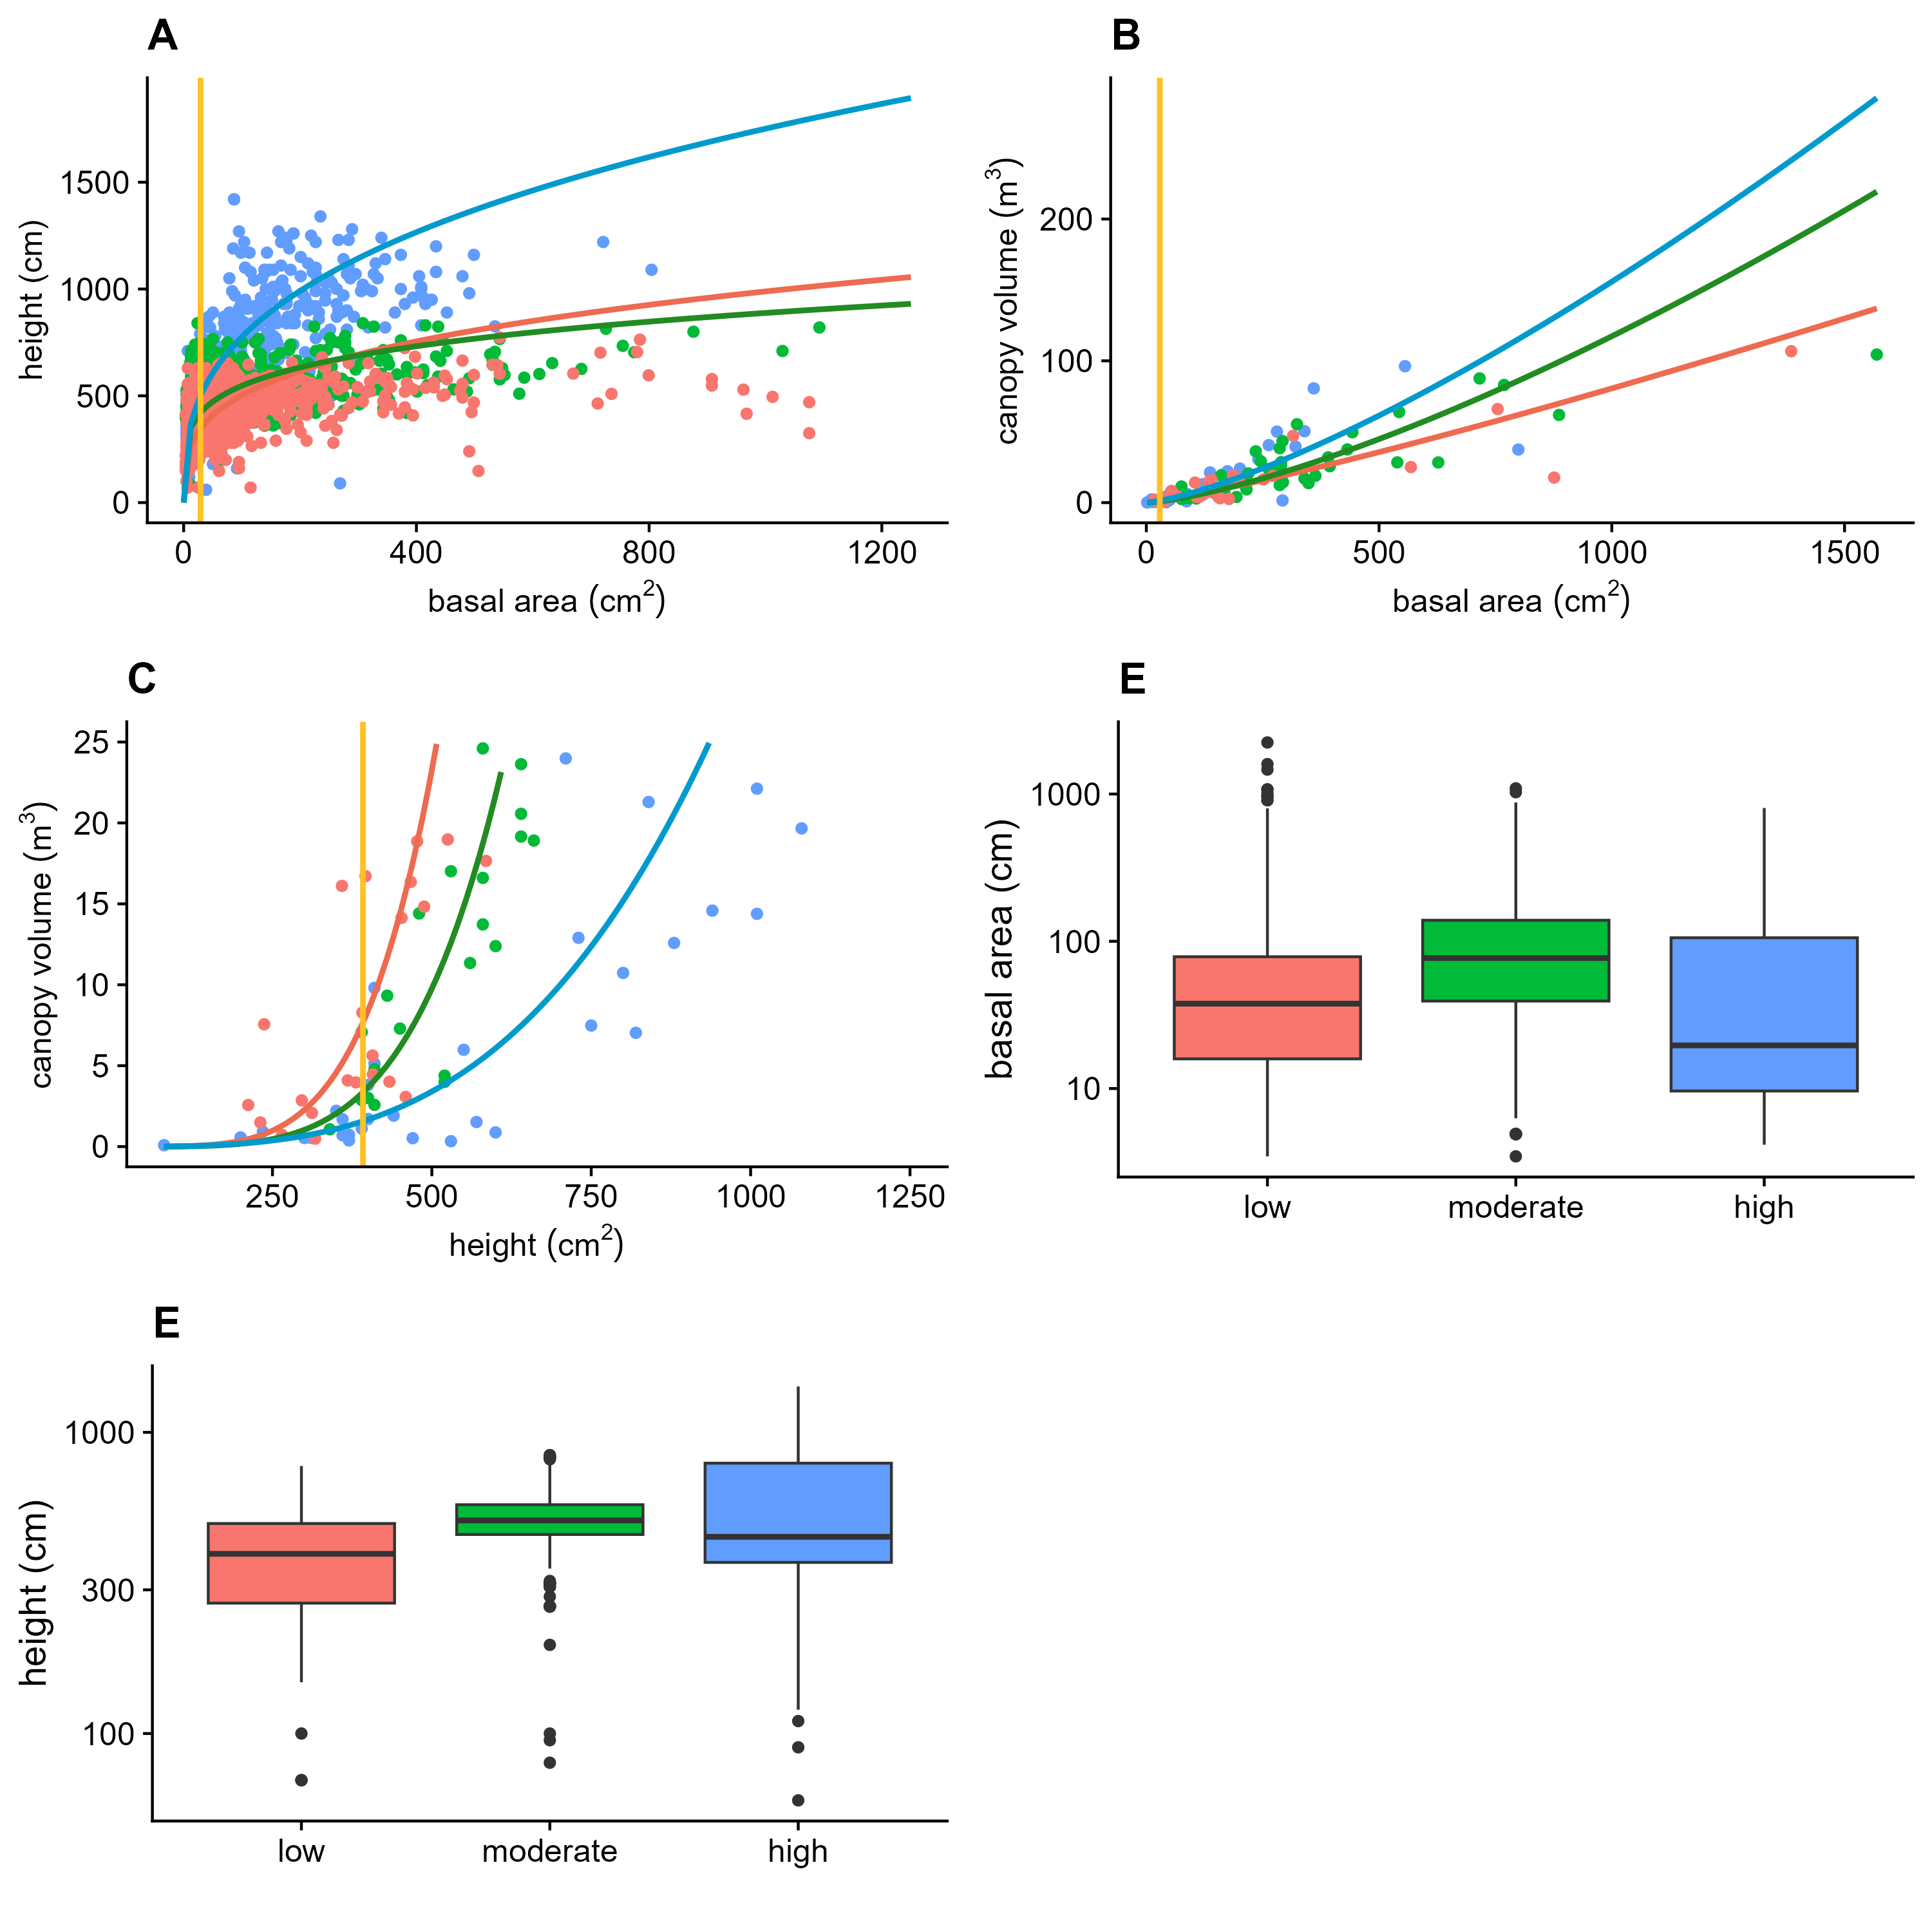 A
height (cm)
1500
1000
500
0
0 400 800 1200
basal area (cm²)
B
canopy volume (m³)
200
100
0
0 500 1000 1500
basal area (cm²)
C
canopy volume (m³)
25
20
15
10
5
0
250 500 750 1000 1250
height (cm²)
E
basal area (cm)
1000
100
10
low moderate high
E
height (cm)
1000
300
100
low moderate high